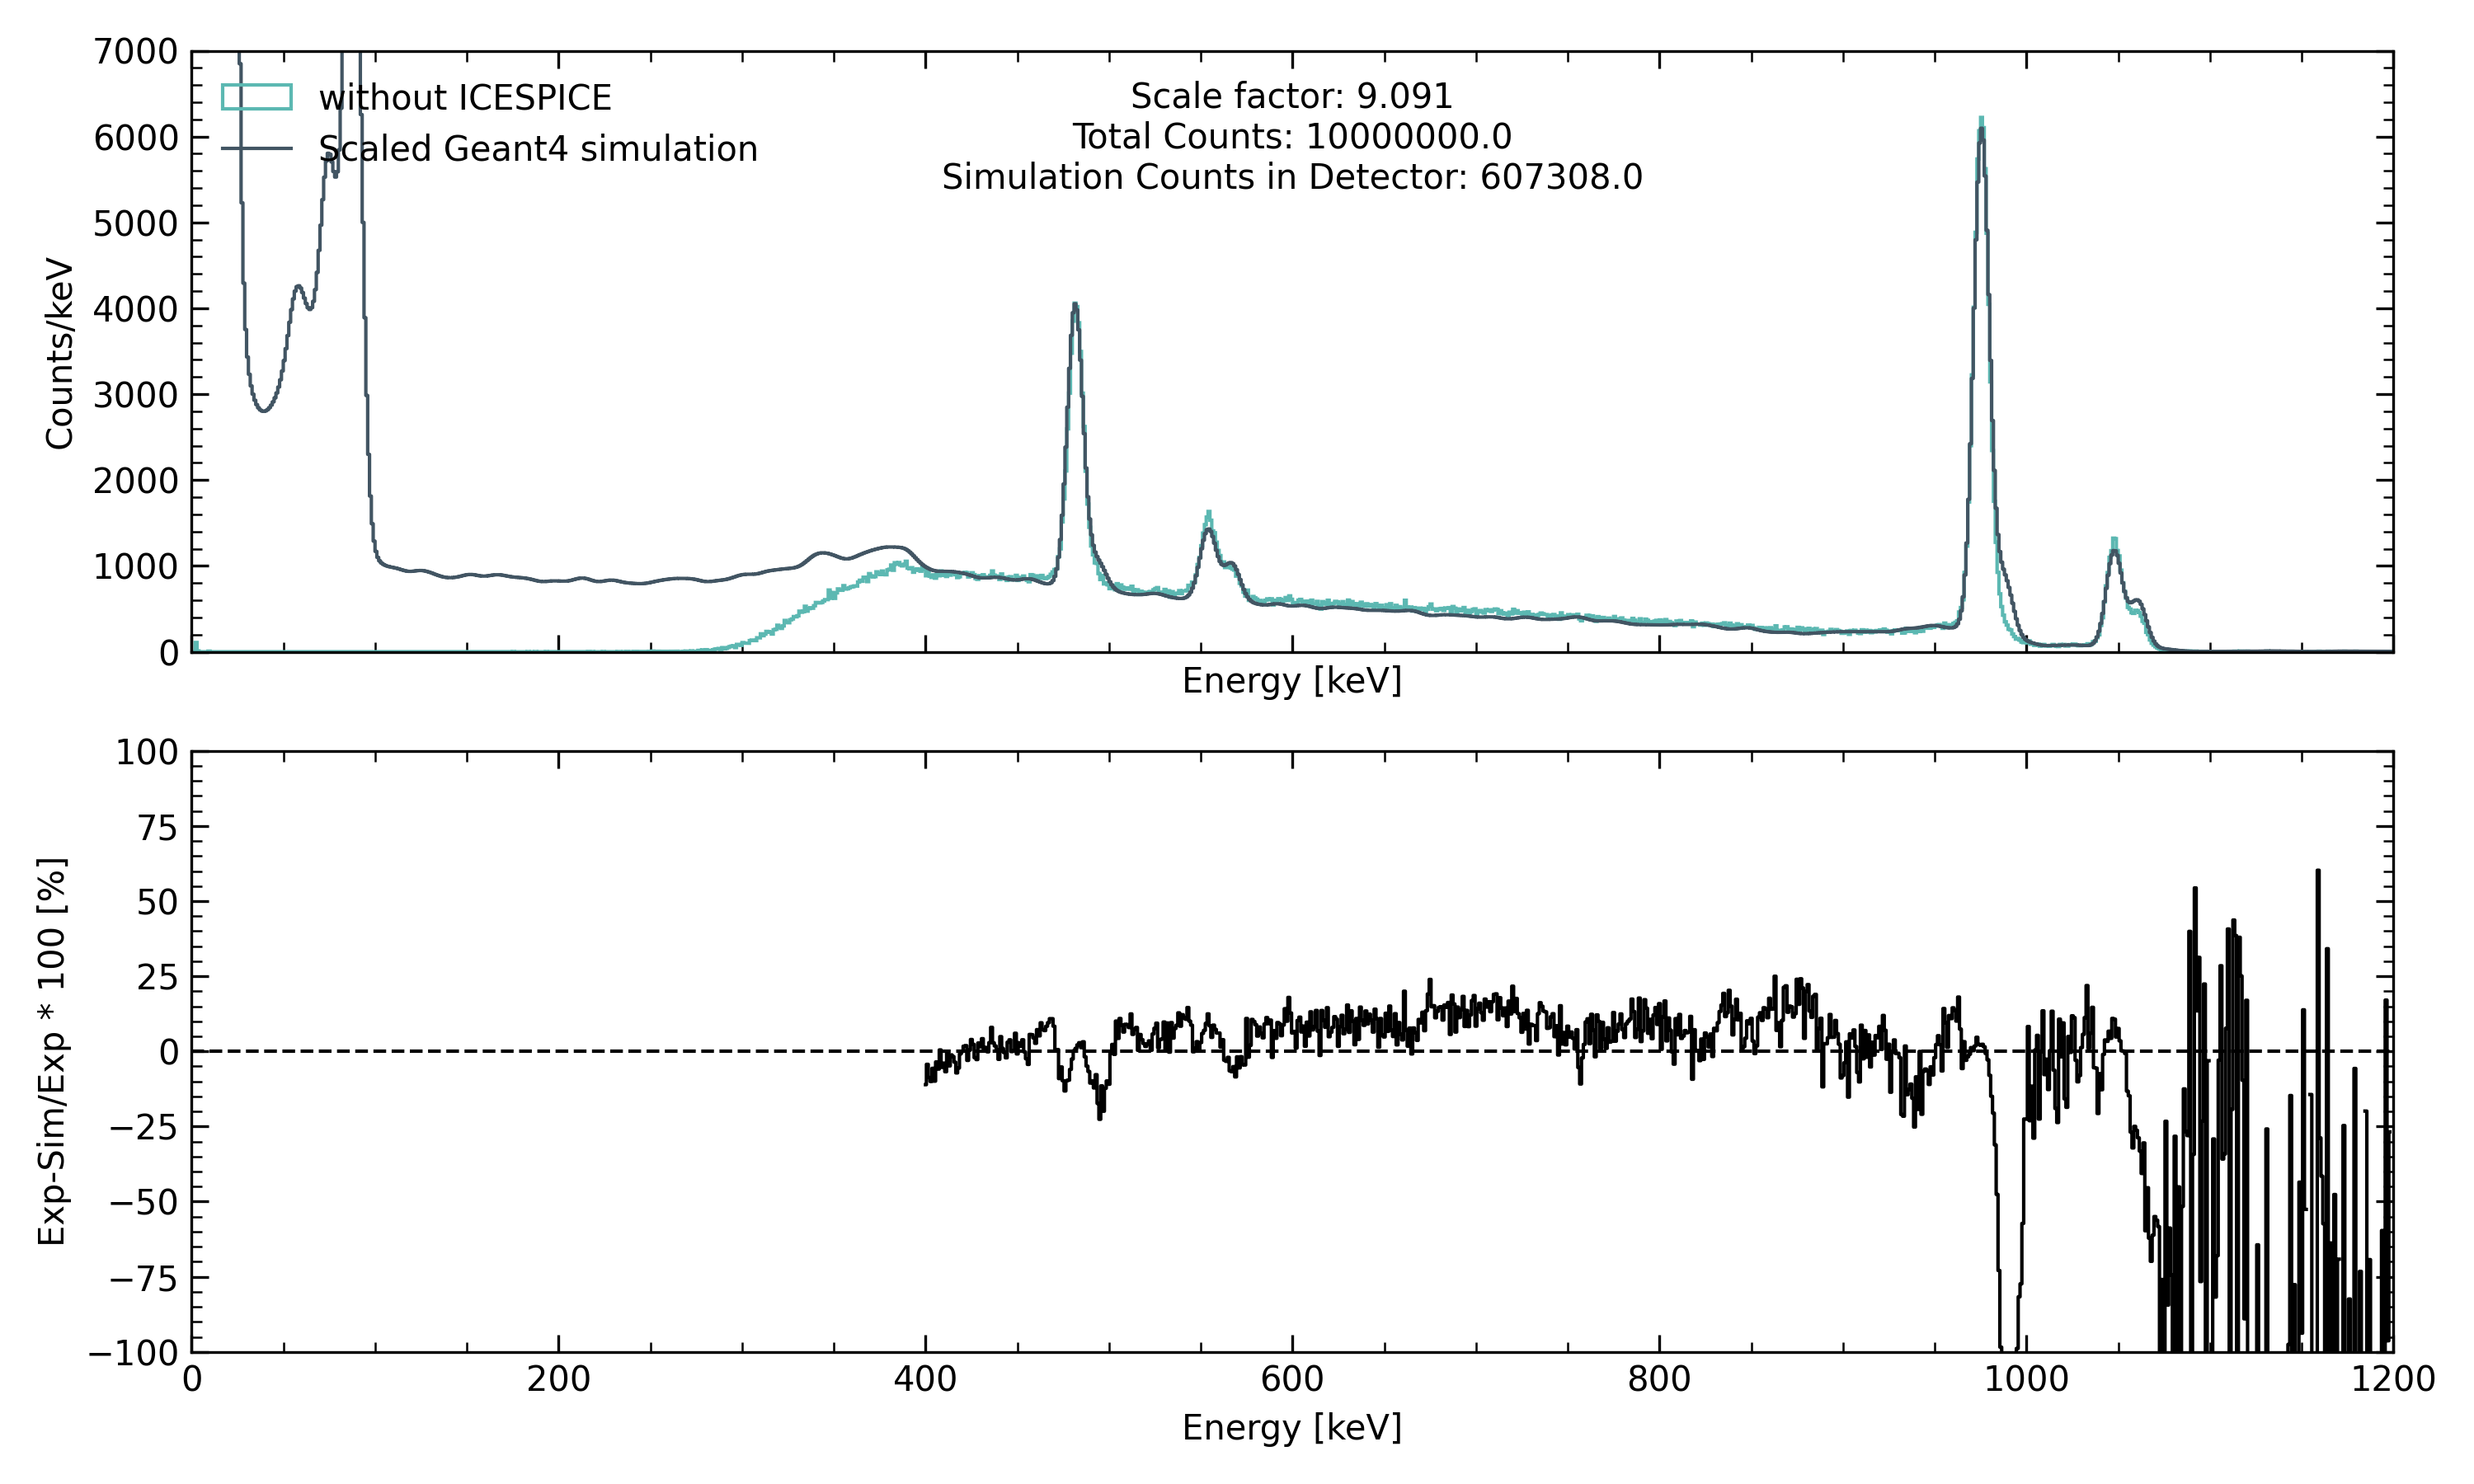 7000
6000
5000
4000
3000
2000
1000
0
Counts/keV
without ICESPICE
Scaled Geant4 simulation
Scale factor: 9.091
Total Counts: 10000000.0
Simulation Counts in Detector: 607308.0
Energy [keV]
100
75
50
25
0
−25
−50
−75
−100
Exp-Sim/Exp * 100 [%]
0 200 400 600 800 1000 1200
Energy [keV]